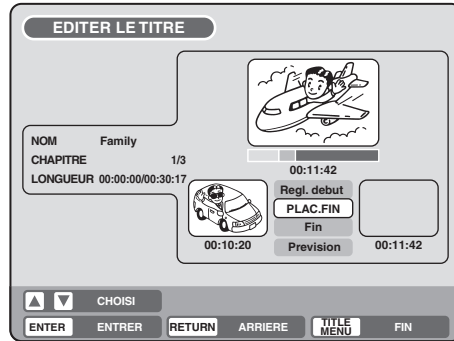 EDITER LE TITRE
NOM Family
CHAPITRE 1/3
LONGUEUR 00:00:00/00:30:17
00:11:42
Regl. debut
PLAC.FIN
Fin
Prevision
00:10:20
00:11:42
CHOISI
ENTER ENTRER RETURN ARRIERE TITLE MENU FIN